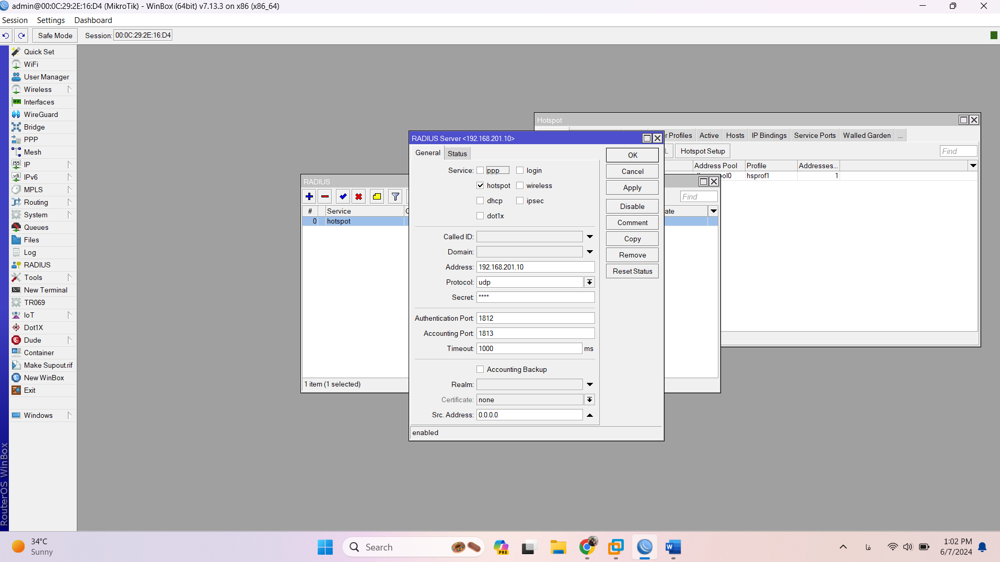 admin@00:0C:29:2E:16:D4 (MikroTik) - WinBox (64bit) v7.13.3 on x86 (x86_64)
Session Settings Dashboard
Safe Mode Session: 00:0C:29:2E:16:D4
Quick Set
WiFi
User Manager
Wireless
Interfaces
WireGuard
Bridge
PPP
Mesh
IP
IPv6
MPLS
Routing
System
Queues
Files
Log
RADIUS
Tools
New Terminal
TR069
IoT
Dot1X
Dude
Container
Make Supout.rif
New WinBox
Exit
Windows
RouterOS WinBox
Hotspot
r Profiles Active Hosts IP Bindings Service Ports Walled Garden ...
L Hotspot Setup Find
Address Pool Profile Addresses...
ool0 hsprof1 1
RADIUS
Find
# Service C ate
0 hotspot
1 item (1 selected)
RADIUS Server <192.168.201.10>
General Status
Service: ppp login
hotspot wireless
dhcp ipsec
dot1x
Called ID:
Domain:
Address: 192.168.201.10
Protocol: udp
Secret: ****
Authentication Port: 1812
Accounting Port: 1813
Timeout: 1000 ms
Accounting Backup
Realm:
Certificate: none
Src. Address: 0.0.0.0
enabled
OK
Cancel
Apply
Disable
Comment
Copy
Remove
Reset Status
34°C
Sunny
Search
PRE
W
فا
1:02 PM
6/7/2024